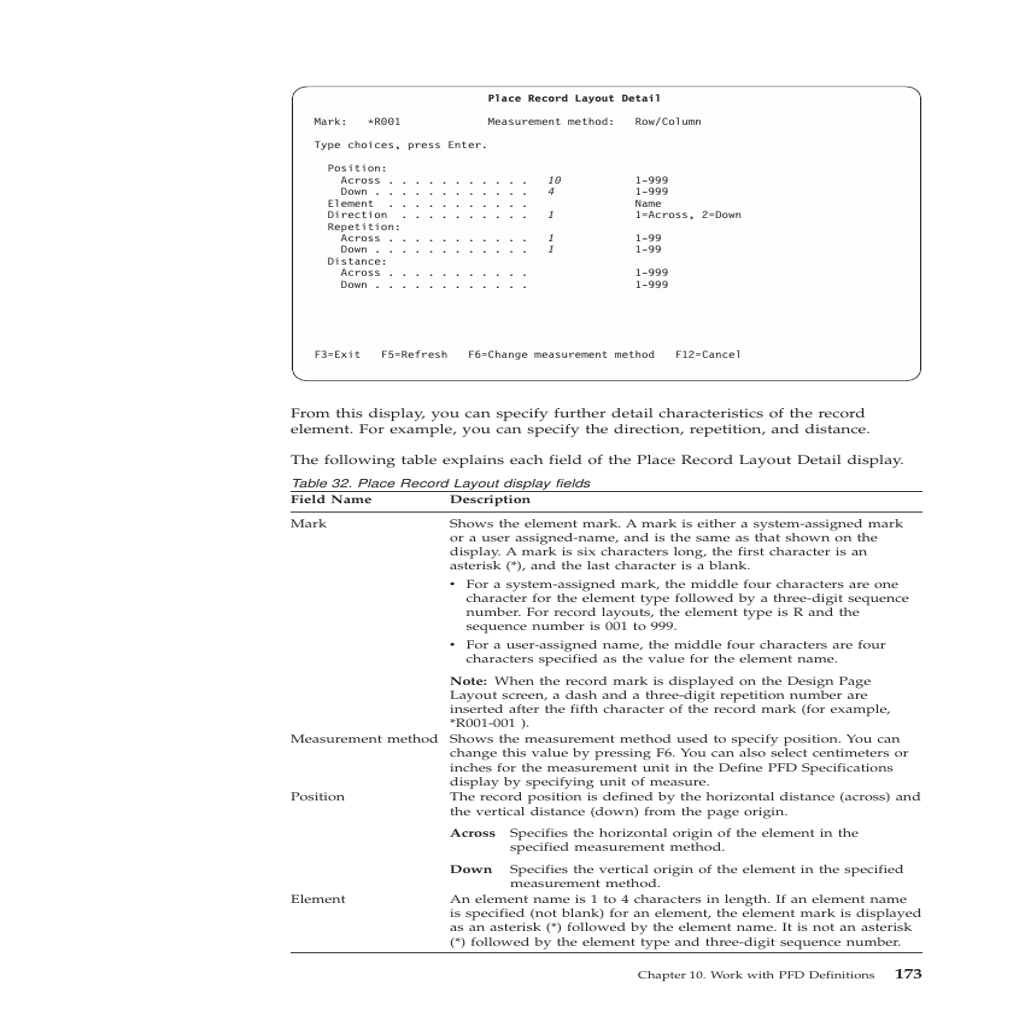 Place Record Layout Detail
Mark:   *R001             Measurement method:   Row/Column
Type choices, press Enter.
Position:
Across . . . . . . . . . . .   10           1-999
Down . . . . . . . . . . . .   4            1-999
Element  . . . . . . . . . . .                Name
Direction  . . . . . . . . . .   1            1=Across, 2=Down
Repetition:
Across . . . . . . . . . . .   1            1-99
Down . . . . . . . . . . . .   1            1-99
Distance:
Across . . . . . . . . . . .                1-999
Down . . . . . . . . . . . .                1-999
F3=Exit   F5=Refresh   F6=Change measurement method   F12=Cancel
From this display, you can specify further detail characteristics of the record
element. For example, you can specify the direction, repetition, and distance.
The following table explains each field of the Place Record Layout Detail display.
Table 32. Place Record Layout display fields
Field Name   Description
Mark   Shows the element mark. A mark is either a system-assigned mark
or a user assigned-name, and is the same as that shown on the
display. A mark is six characters long, the first character is an
asterisk (*), and the last character is a blank.
• For a system-assigned mark, the middle four characters are one
character for the element type followed by a three-digit sequence
number. For record layouts, the element type is R and the
sequence number is 001 to 999.
• For a user-assigned name, the middle four characters are four
characters specified as the value for the element name.
Note: When the record mark is displayed on the Design Page
Layout screen, a dash and a three-digit repetition number are
inserted after the fifth character of the record mark (for example,
*R001-001 ).
Measurement method   Shows the measurement method used to specify position. You can
change this value by pressing F6. You can also select centimeters or
inches for the measurement unit in the Define PFD Specifications
display by specifying unit of measure.
Position   The record position is defined by the horizontal distance (across) and
the vertical distance (down) from the page origin.
Across   Specifies the horizontal origin of the element in the
specified measurement method.
Down   Specifies the vertical origin of the element in the specified
measurement method.
Element   An element name is 1 to 4 characters in length. If an element name
is specified (not blank) for an element, the element mark is displayed
as an asterisk (*) followed by the element name. It is not an asterisk
(*) followed by the element type and three-digit sequence number.
Chapter 10. Work with PFD Definitions   173